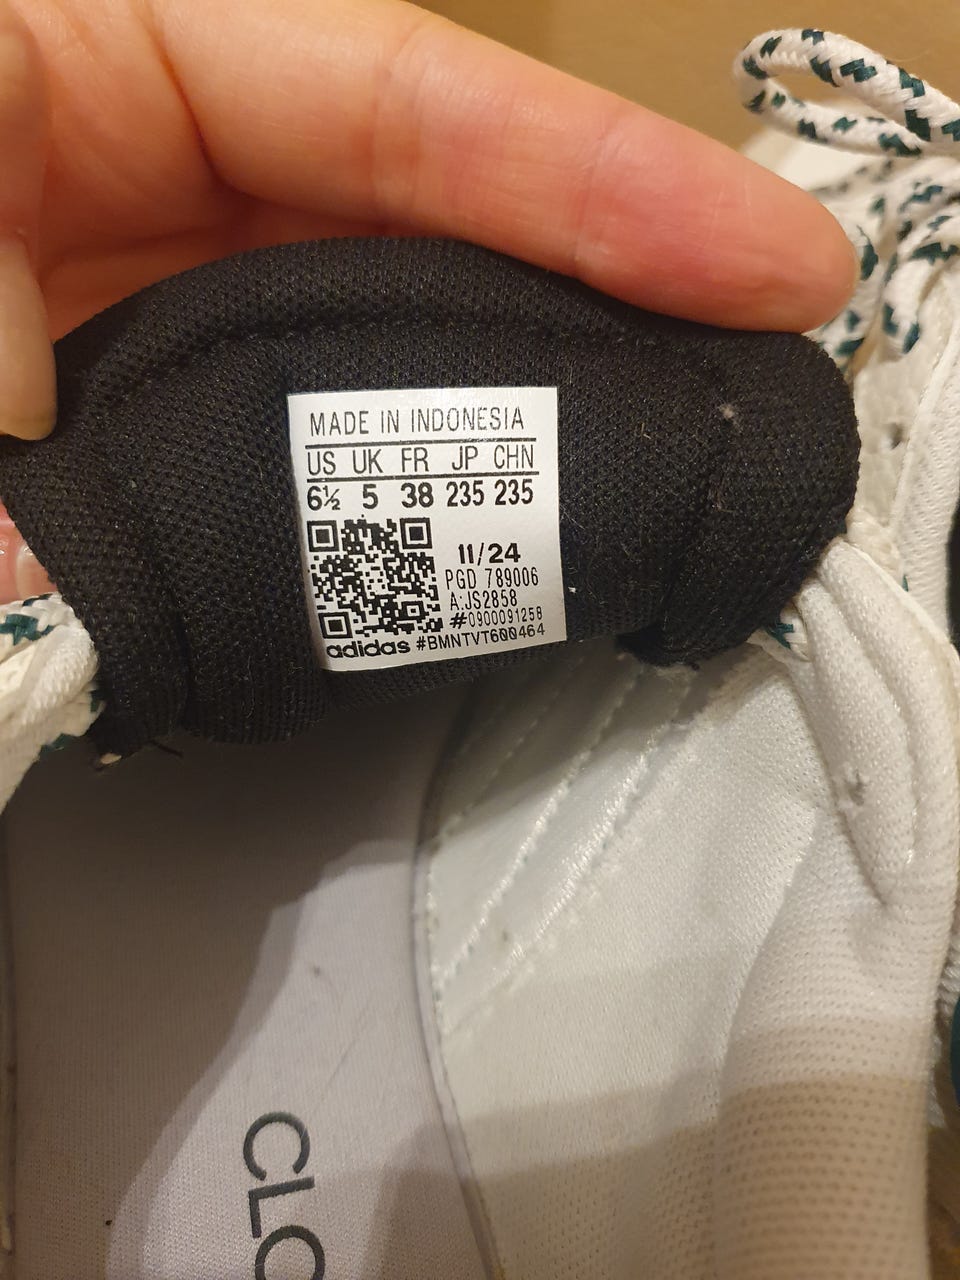 MADE IN INDONESIA
US UK FR JP CHN
6½ 5 38 235 235
11/24
PGD 789006
A:JS2858
#0900091258
adidas #BMNTVT600464
CLO